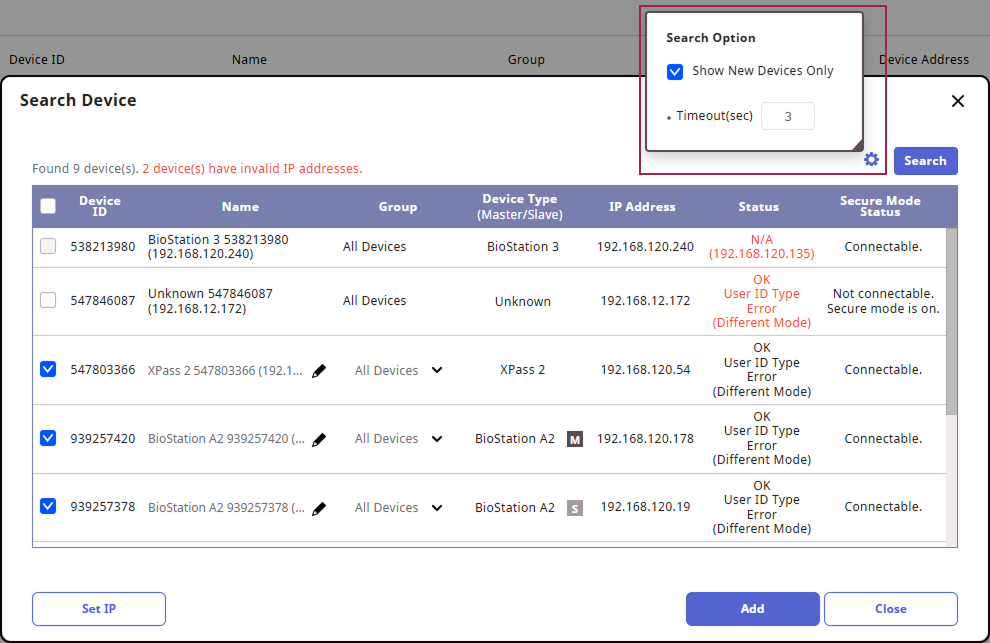 Search Option
Show New Devices Only
• Timeout(sec) 3
Device ID Name Group Device Address
Search Device
Found 9 device(s). 2 device(s) have invalid IP addresses.
Search
Device ID Name Group Device Type (Master/Slave) IP Address Status Secure Mode Status
538213980 BioStation 3 538213980 (192.168.120.240) All Devices BioStation 3 192.168.120.240 N/A (192.168.120.135) Connectable.
547846087 Unknown 547846087 (192.168.12.172) All Devices Unknown 192.168.12.172 OK User ID Type Error (Different Mode) Not connectable. Secure mode is on.
547803366 XPass 2 547803366 (192.1... All Devices XPass 2 192.168.120.54 OK User ID Type Error (Different Mode) Connectable.
939257420 BioStation A2 939257420 (... All Devices BioStation A2 M 192.168.120.178 OK User ID Type Error (Different Mode) Connectable.
939257378 BioStation A2 939257378 (... All Devices BioStation A2 S 192.168.120.19 OK User ID Type Error (Different Mode) Connectable.
Set IP Add Close